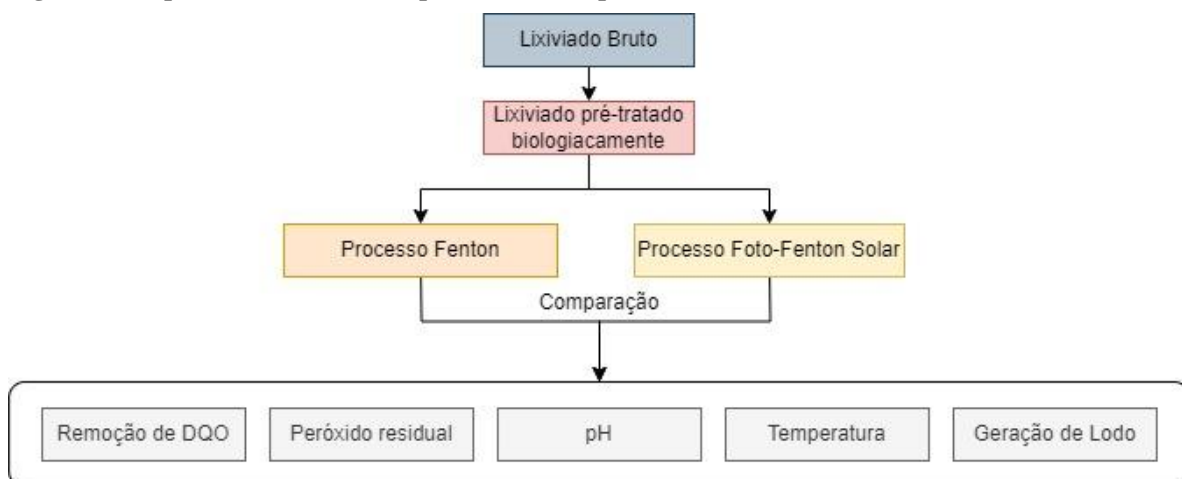 Lixiviado Bruto
Lixiviado pré-tratado
biologiacamente
Processo Fenton
Processo Foto-Fenton Solar
Comparação
Remoção de DQO
Peróxido residual
pH
Temperatura
Geração de Lodo